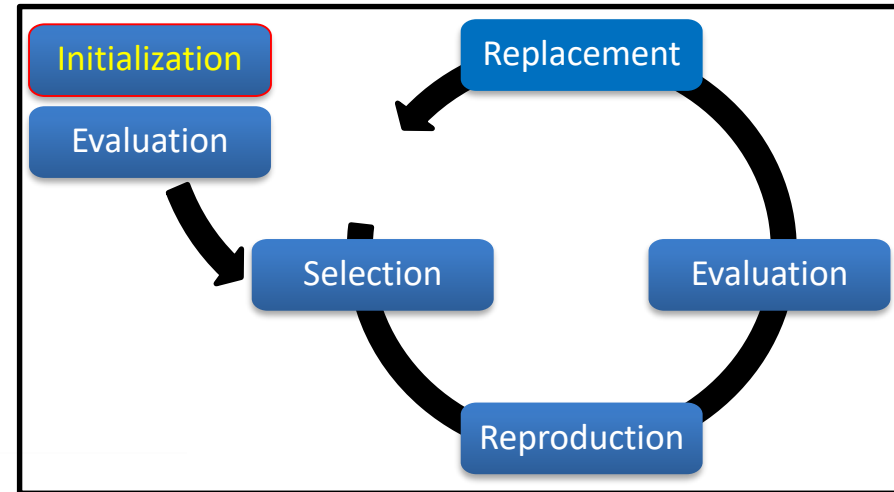 Initialization
Replacement
Evaluation
Selection
Evaluation
Reproduction